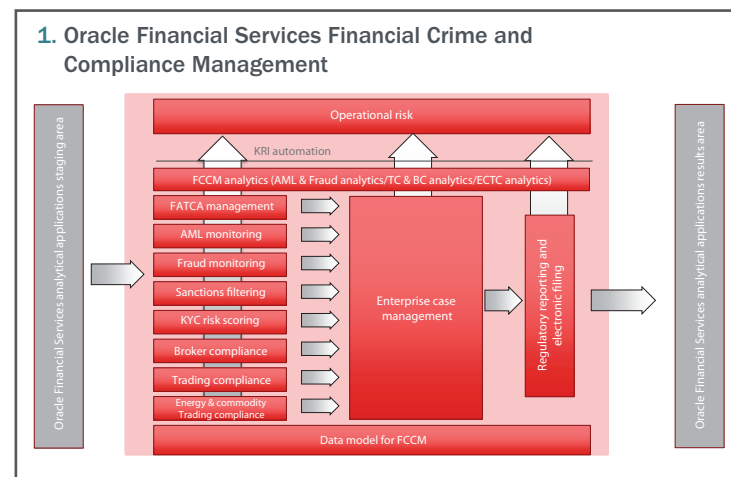 1. Oracle Financial Services Financial Crime and
Compliance Management
Oracle Financial Services analytical applications staging area
Operational risk
KRI automation
FCCM analytics (AML & Fraud analytics/TC & BC analytics/ECTC analytics)
FATCA management
AML monitoring
Fraud monitoring
Sanctions filtering
KYC risk scoring
Broker compliance
Trading compliance
Energy & commodity
Trading compliance
Enterprise case
management
Regulatory reporting and
electronic filing
Data model for FCCM
Oracle Financial Services analytical applications results area